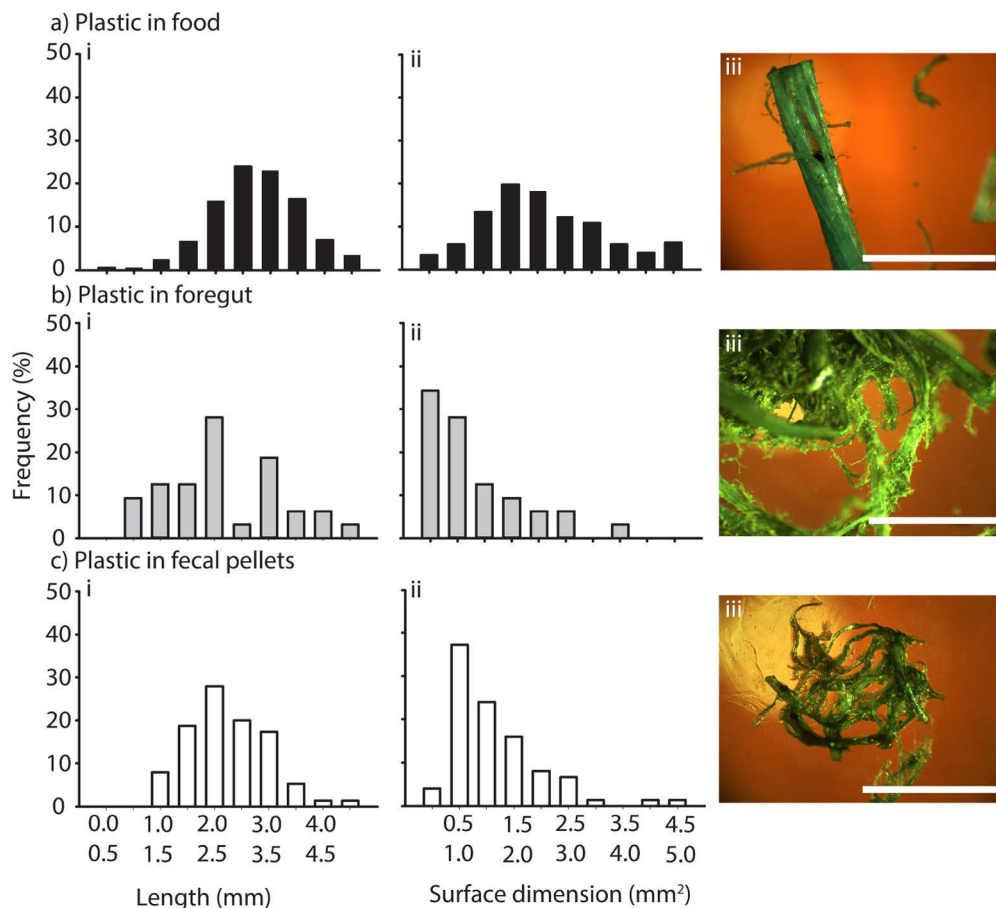 a) Plastic in food
i
ii
iii
50
40
30
20
10
0
b) Plastic in foregut
i
ii
iii
50
40
30
20
10
0
Frequency (%)
c) Plastic in fecal pellets
i
ii
iii
50
40
30
20
10
0
0.0 1.0 2.0 3.0 4.0
0.5 1.5 2.5 3.5 4.5
Length (mm)
0.5 1.5 2.5 3.5 4.5
1.0 2.0 3.0 4.0 5.0
Surface dimension (mm²)